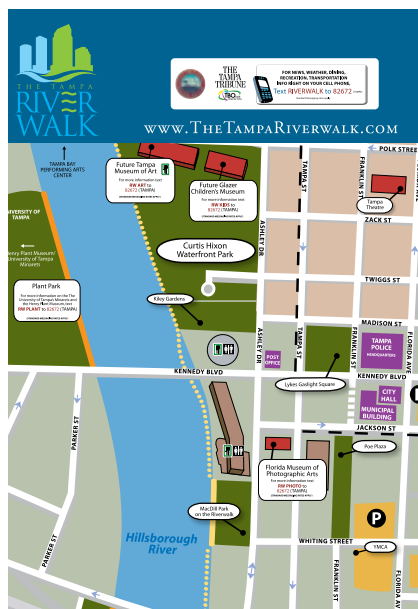 THE TAMPA
RIVER
WALK
THE
TAMPA
TRIBUNE
TBO
FOR NEWS, WEATHER, DINING,
RECREATION, TRANSPORTATION
INFO RIGHT ON YOUR CELL PHONE,
Text RIVERWALK to 82672
www.TheTampaRiverwalk.com
POLK STREET
TAMPA BAY
PERFORMING ARTS
CENTER
Future Tampa
Museum of Art
For more information text
RW ART to
82672 (TAMPA)
Future Glazer
Children's Museum
For more information text
RW KIDS to
82672 (TAMPA)
TAMPA ST
FRANKLIN ST
Tampa
Theatre
UNIVERSITY OF
TAMPA
ASHLEY DR
ZACK ST
Henry Plant Museum/
University of Tampa
Minarets
Curtis Hixon
Waterfront Park
TWIGGS ST
Plant Park
For more information on the The
University of Tampa's Minarets and
the Henry Plant Museum, text
RW PLANT to 82672 (TAMPA)
Kiley Gardens
MADISON ST
ASHLEY DR
TAMPA ST
FRANKLIN ST
FLORIDA AVE
TAMPA
POLICE
HEADQUARTERS
POST
OFFICE
KENNEDY BLVD
KENNEDY BLVD
Lykes Gaslight Square
CITY
HALL
MUNICIPAL
BUILDING
JACKSON ST
PARKER ST
Poe Plaza
Florida Museum of
Photographic Arts
For more information text
RW PHOTO to
82672 (TAMPA)
MacDill Park
on the Riverwalk
P
Hillsborough
River
PARKER ST
WHITING STREET
YMCA
FRANKLIN ST
FLORIDA AVE